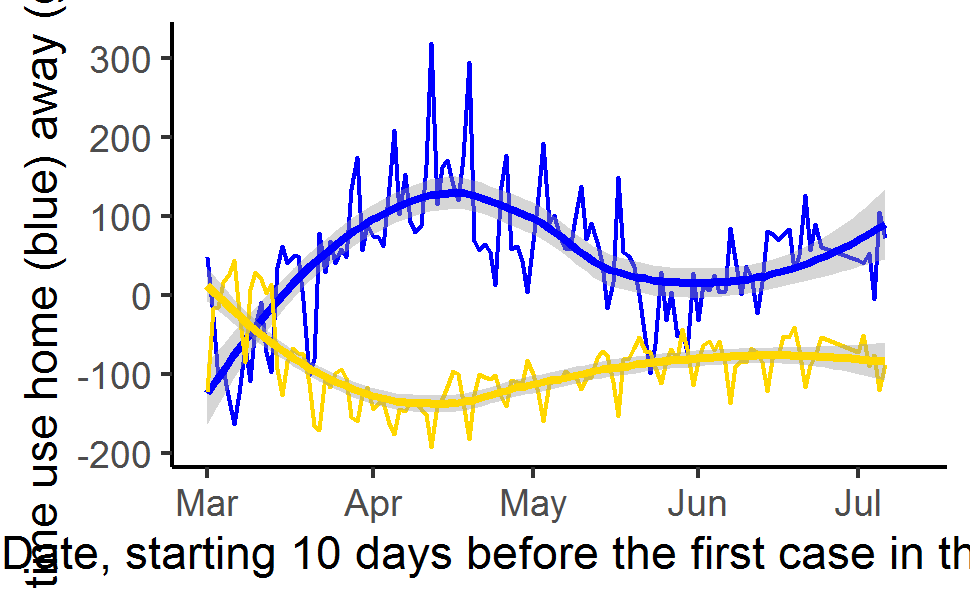 time use home (blue) away (
300
200
100
0
-100
-200
Mar Apr May Jun Jul
Date, starting 10 days before the first case in th